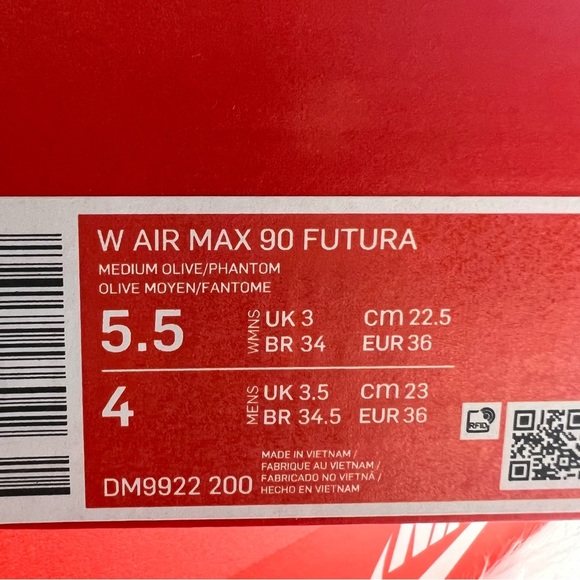 W AIR MAX 90 FUTURA
MEDIUM OLIVE/PHANTOM
OLIVE MOYEN/FANTOME
5.5 WMNS UK 3 CM 22.5
BR 34 EUR 36
4 MENS UK 3.5 CM 23
BR 34.5 EUR 36
RFID
DM9922 200
MADE IN VIETNAM /
FABRIQUE AU VIETNAM /
FABRICADO NO VIETNÃ /
HECHO EN VIETNAM